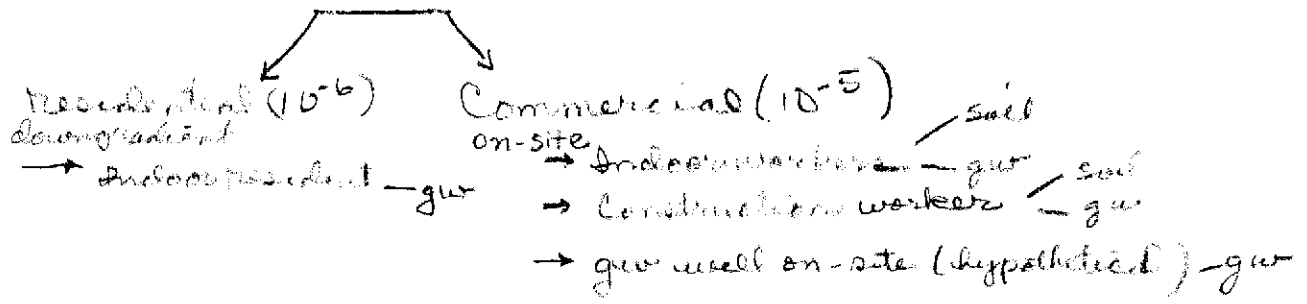 Residential (10⁻⁶) Commercial (10⁻⁵)
downgradient on-site
→ Indoor resident — gw → Indoor workers — soil — gw
→ Construction worker — soil — gw
→ gw well on-site (hypothetical) — gw